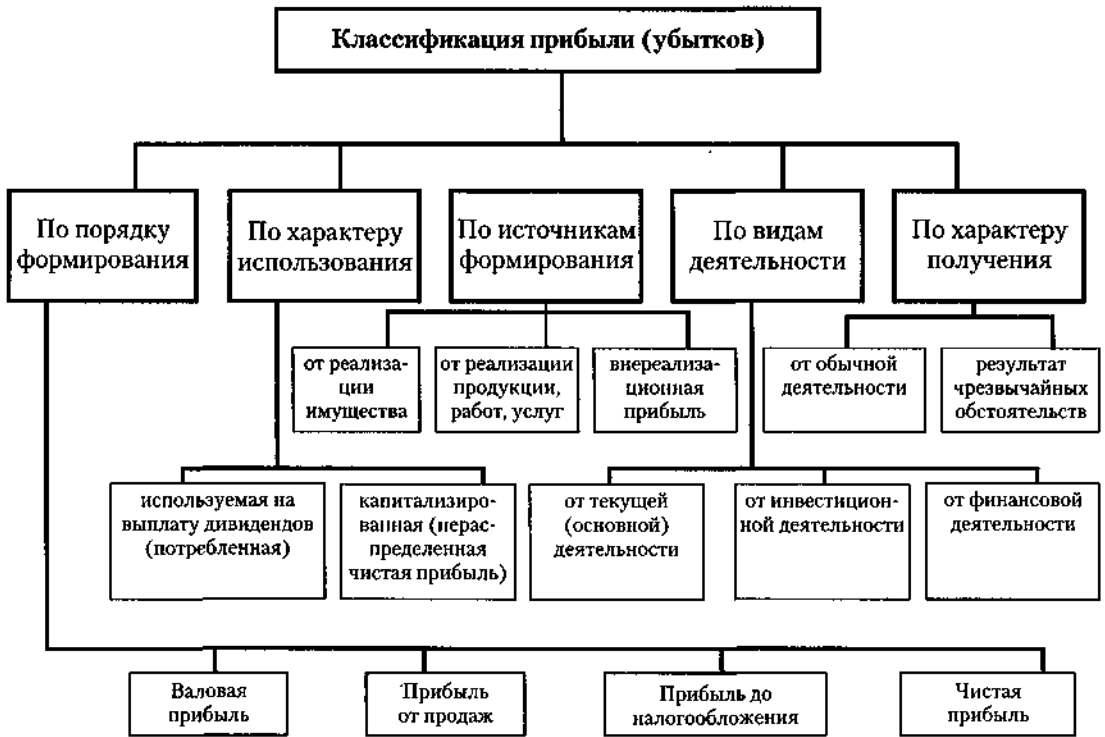 Классификация прибыли (убытков)
По порядку
формирования
По характеру
использования
По источникам
формирования
По видам
деятельности
По характеру
получения
от реализа-
ции
имущества
от реализации
продукции,
работ, услуг
внереализа-
ционная
прибыль
от обычной
деятельности
результат
чрезвычайных
обстоятельств
используемая на
выплату дивидендов
(потребленная)
капитализиро-
ванная (нерас-
пределенная
чистая прибыль)
от текущей
(основной)
деятельности
от инвестицион-
ной деятельности
от финансовой
деятельности
Валовая
прибыль
Прибыль
от продаж
Прибыль до
налогообложения
Чистая
прибыль